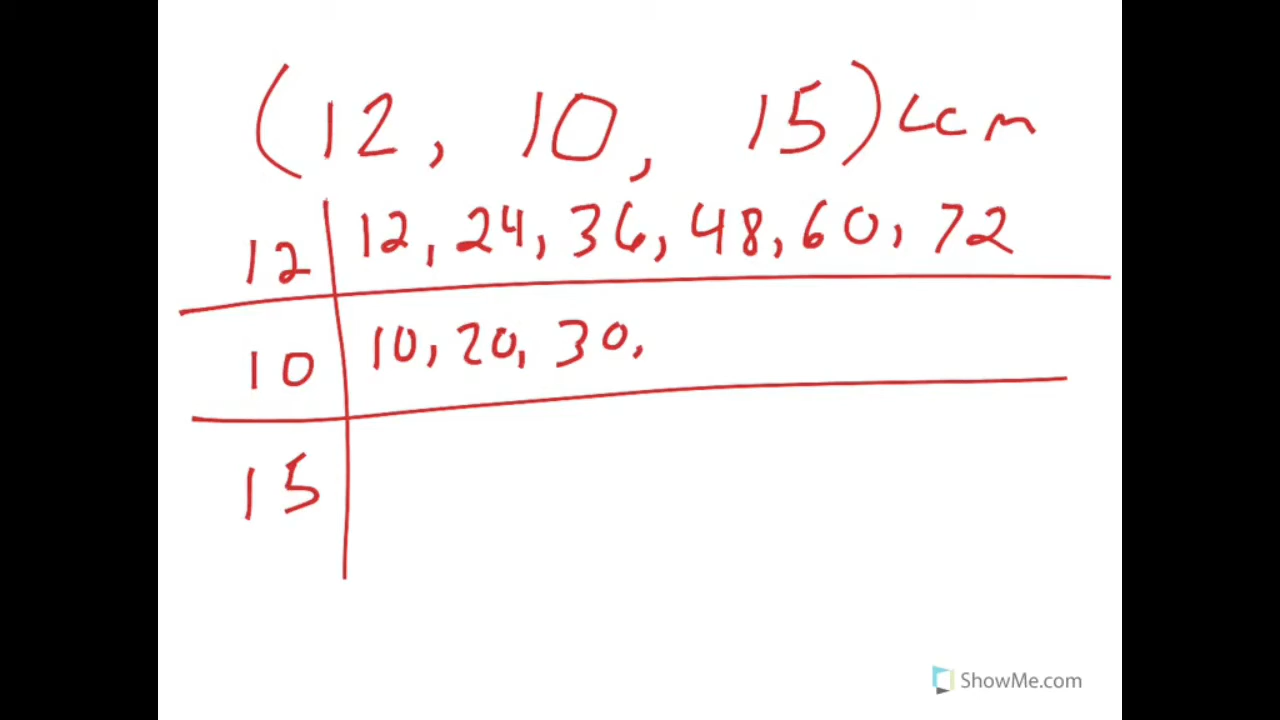 (12, 10, 15) LCM
12 | 12, 24, 36, 48, 60, 72
10 | 10, 20, 30,
15 |
ShowMe.com